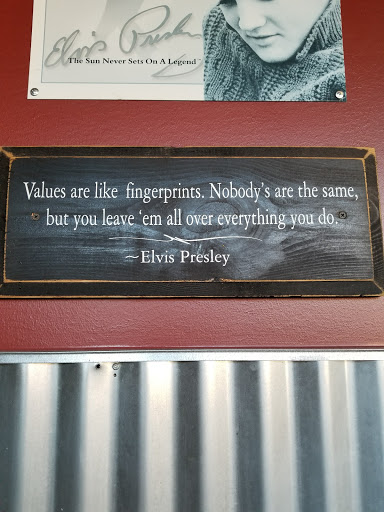 Elvis Presley
The Sun Never Sets On A Legend
Values are like fingerprints. Nobody's are the same,
but you leave 'em all over everything you do.
~Elvis Presley